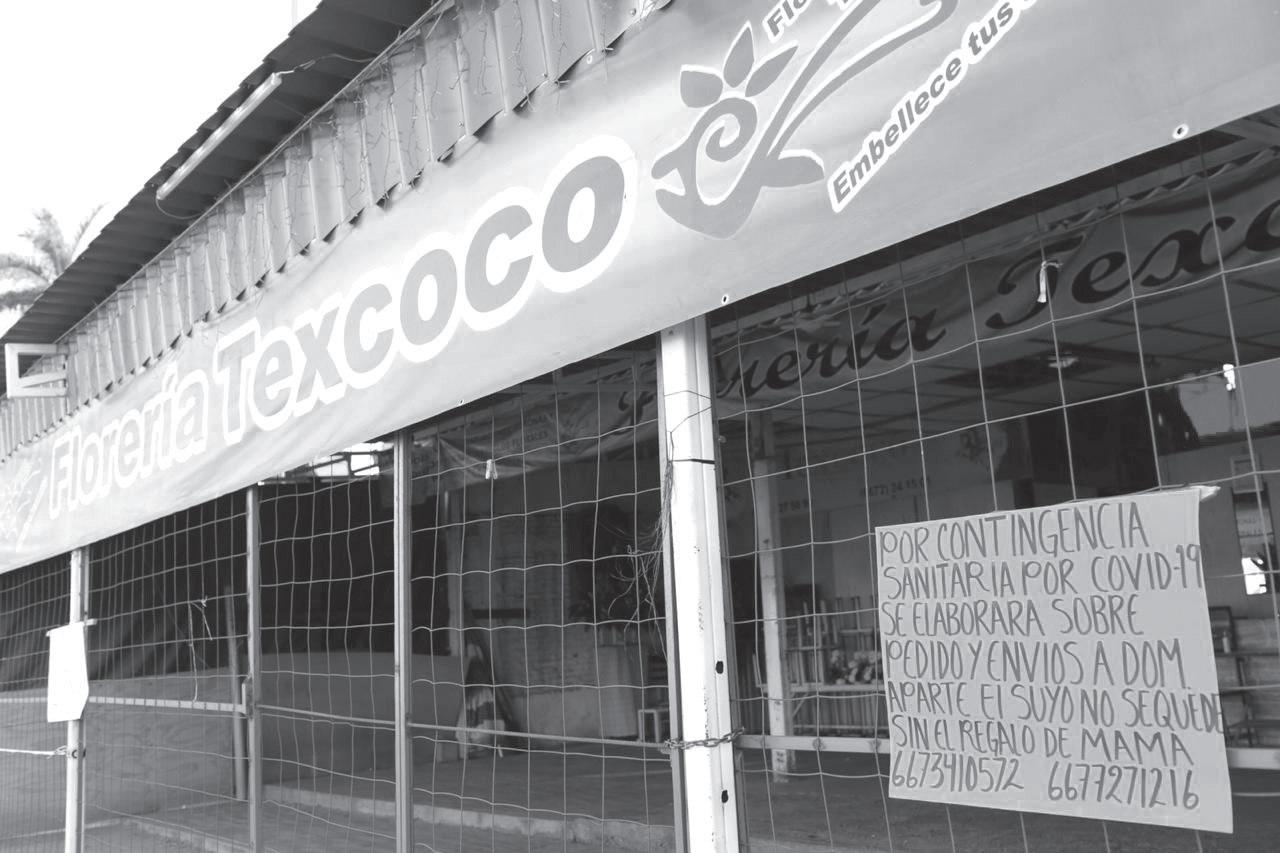 Florería Texcoco
Embellece tus
Florería Texco
POR CONTINGENCIA
SANITARIA POR COVID-19
SE ELABORARA SOBRE
PEDIDO Y ENVIOS A DOM.
APARTE El SUYO NO SE QUEDE
SIN EL REGALO DE MAMA
6673410572 6677271216